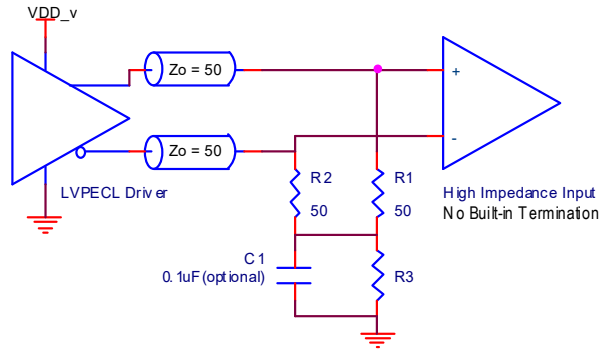 VDD_v
Zo = 50
Zo = 50
+
-
LVPECL Driver
R2
50
R1
50
High Impedance Input
No Built-in Termination
C1
0.1uF(optional)
R3